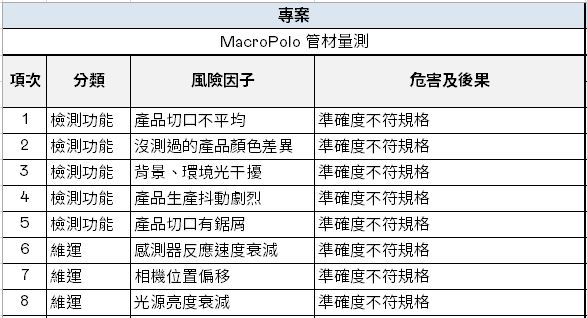 專案
MacroPolo 管材量測
項次 分類 風險因子 危害及後果
1 檢測功能 產品切口不平均 準確度不符規格
2 檢測功能 沒測過的產品顏色差異 準確度不符規格
3 檢測功能 背景、環境光干擾 準確度不符規格
4 檢測功能 產品生產抖動劇烈 準確度不符規格
5 檢測功能 產品切口有鋸屑 準確度不符規格
6 維運 感測器反應速度衰減 準確度不符規格
7 維運 相機位置偏移 準確度不符規格
8 維運 光源亮度衰減 準確度不符規格